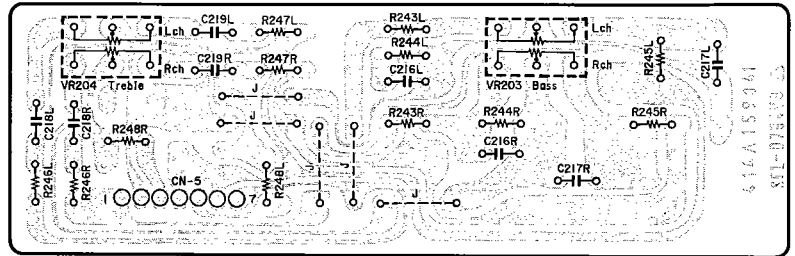 C219L R247L R243L
Lch Lch
R244L
Rch C219R R247R C216L Rch R245L C217L
VR204 Treble VR203 Bass
J
C218L C218R R248R J R243R R244R R245R
C216R
J J
R246L R246R CN-5 R248L C217R
1 7 J